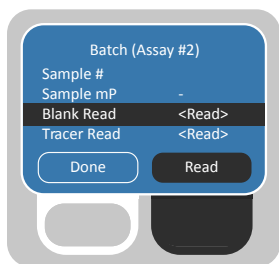 Batch (Assay #2)
Sample #
Sample mP -
Blank Read <Read>
Tracer Read <Read>
Done Read